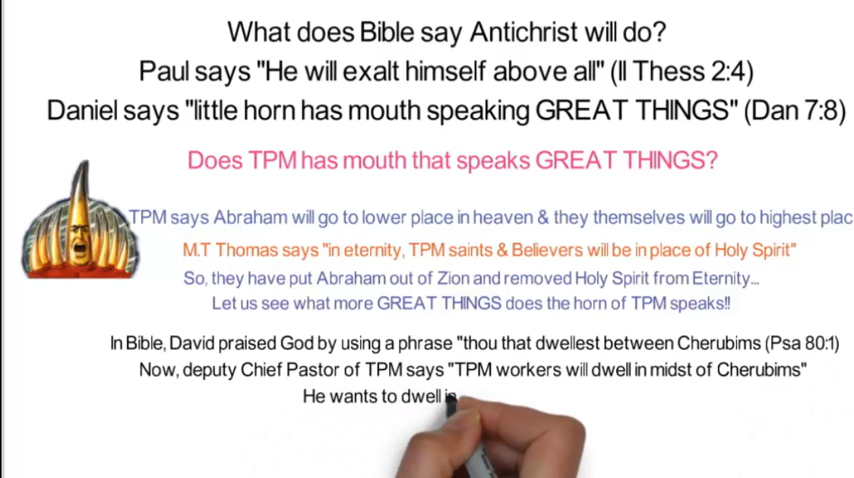 What does Bible say Antichrist will do?
Paul says "He will exalt himself above all" (II Thess 2:4)
Daniel says "little horn has mouth speaking GREAT THINGS" (Dan 7:8)
Does TPM has mouth that speaks GREAT THINGS?
TPM says Abraham will go to lower place in heaven & they themselves will go to highest plac
M.T Thomas says "in eternity, TPM saints & Believers will be in place of Holy Spirit"
So, they have put Abraham out of Zion and removed Holy Spirit from Eternity...
Let us see what more GREAT THINGS does the horn of TPM speaks!!
In Bible, David praised God by using a phrase "thou that dwellest between Cherubims (Psa 80:1)
Now, deputy Chief Pastor of TPM says "TPM workers will dwell in midst of Cherubims"
He wants to dwell in